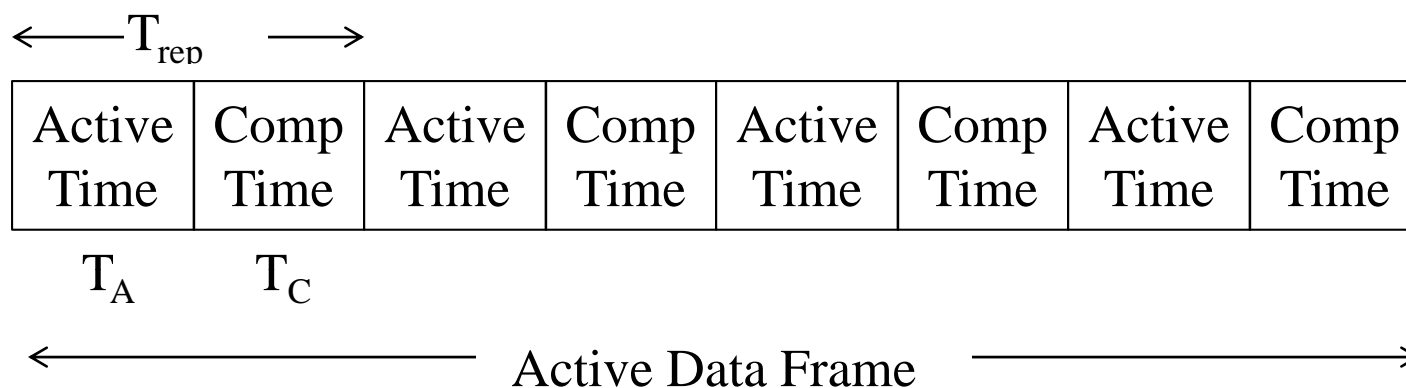 T_rep
Active Comp Active Comp Active Comp Active Comp
Time Time Time Time Time Time Time Time
T_A T_C
Active Data Frame